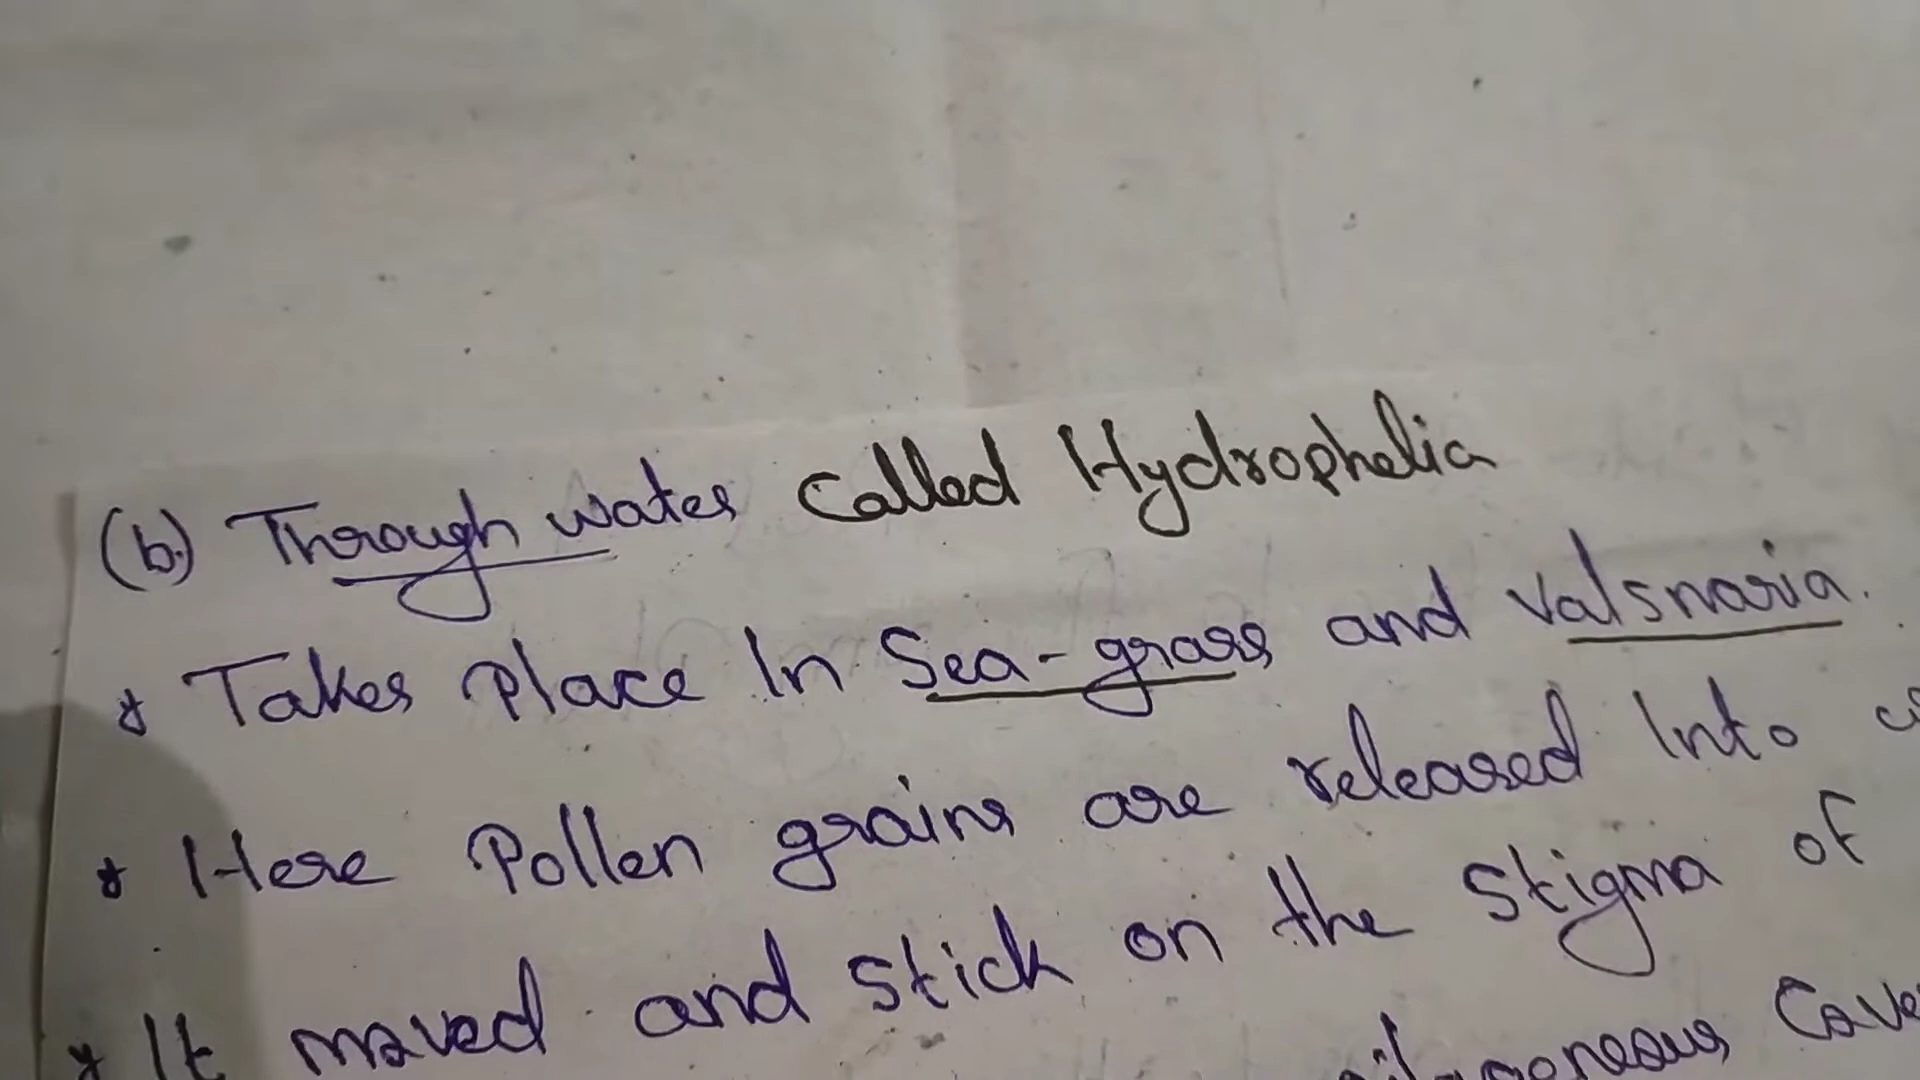 (b.) Through water called Hydrophelia
* Takes Place In Sea-grass and Valsnaria.
* Here Pollen grains are released Into
* It moved and stick on the stigma of